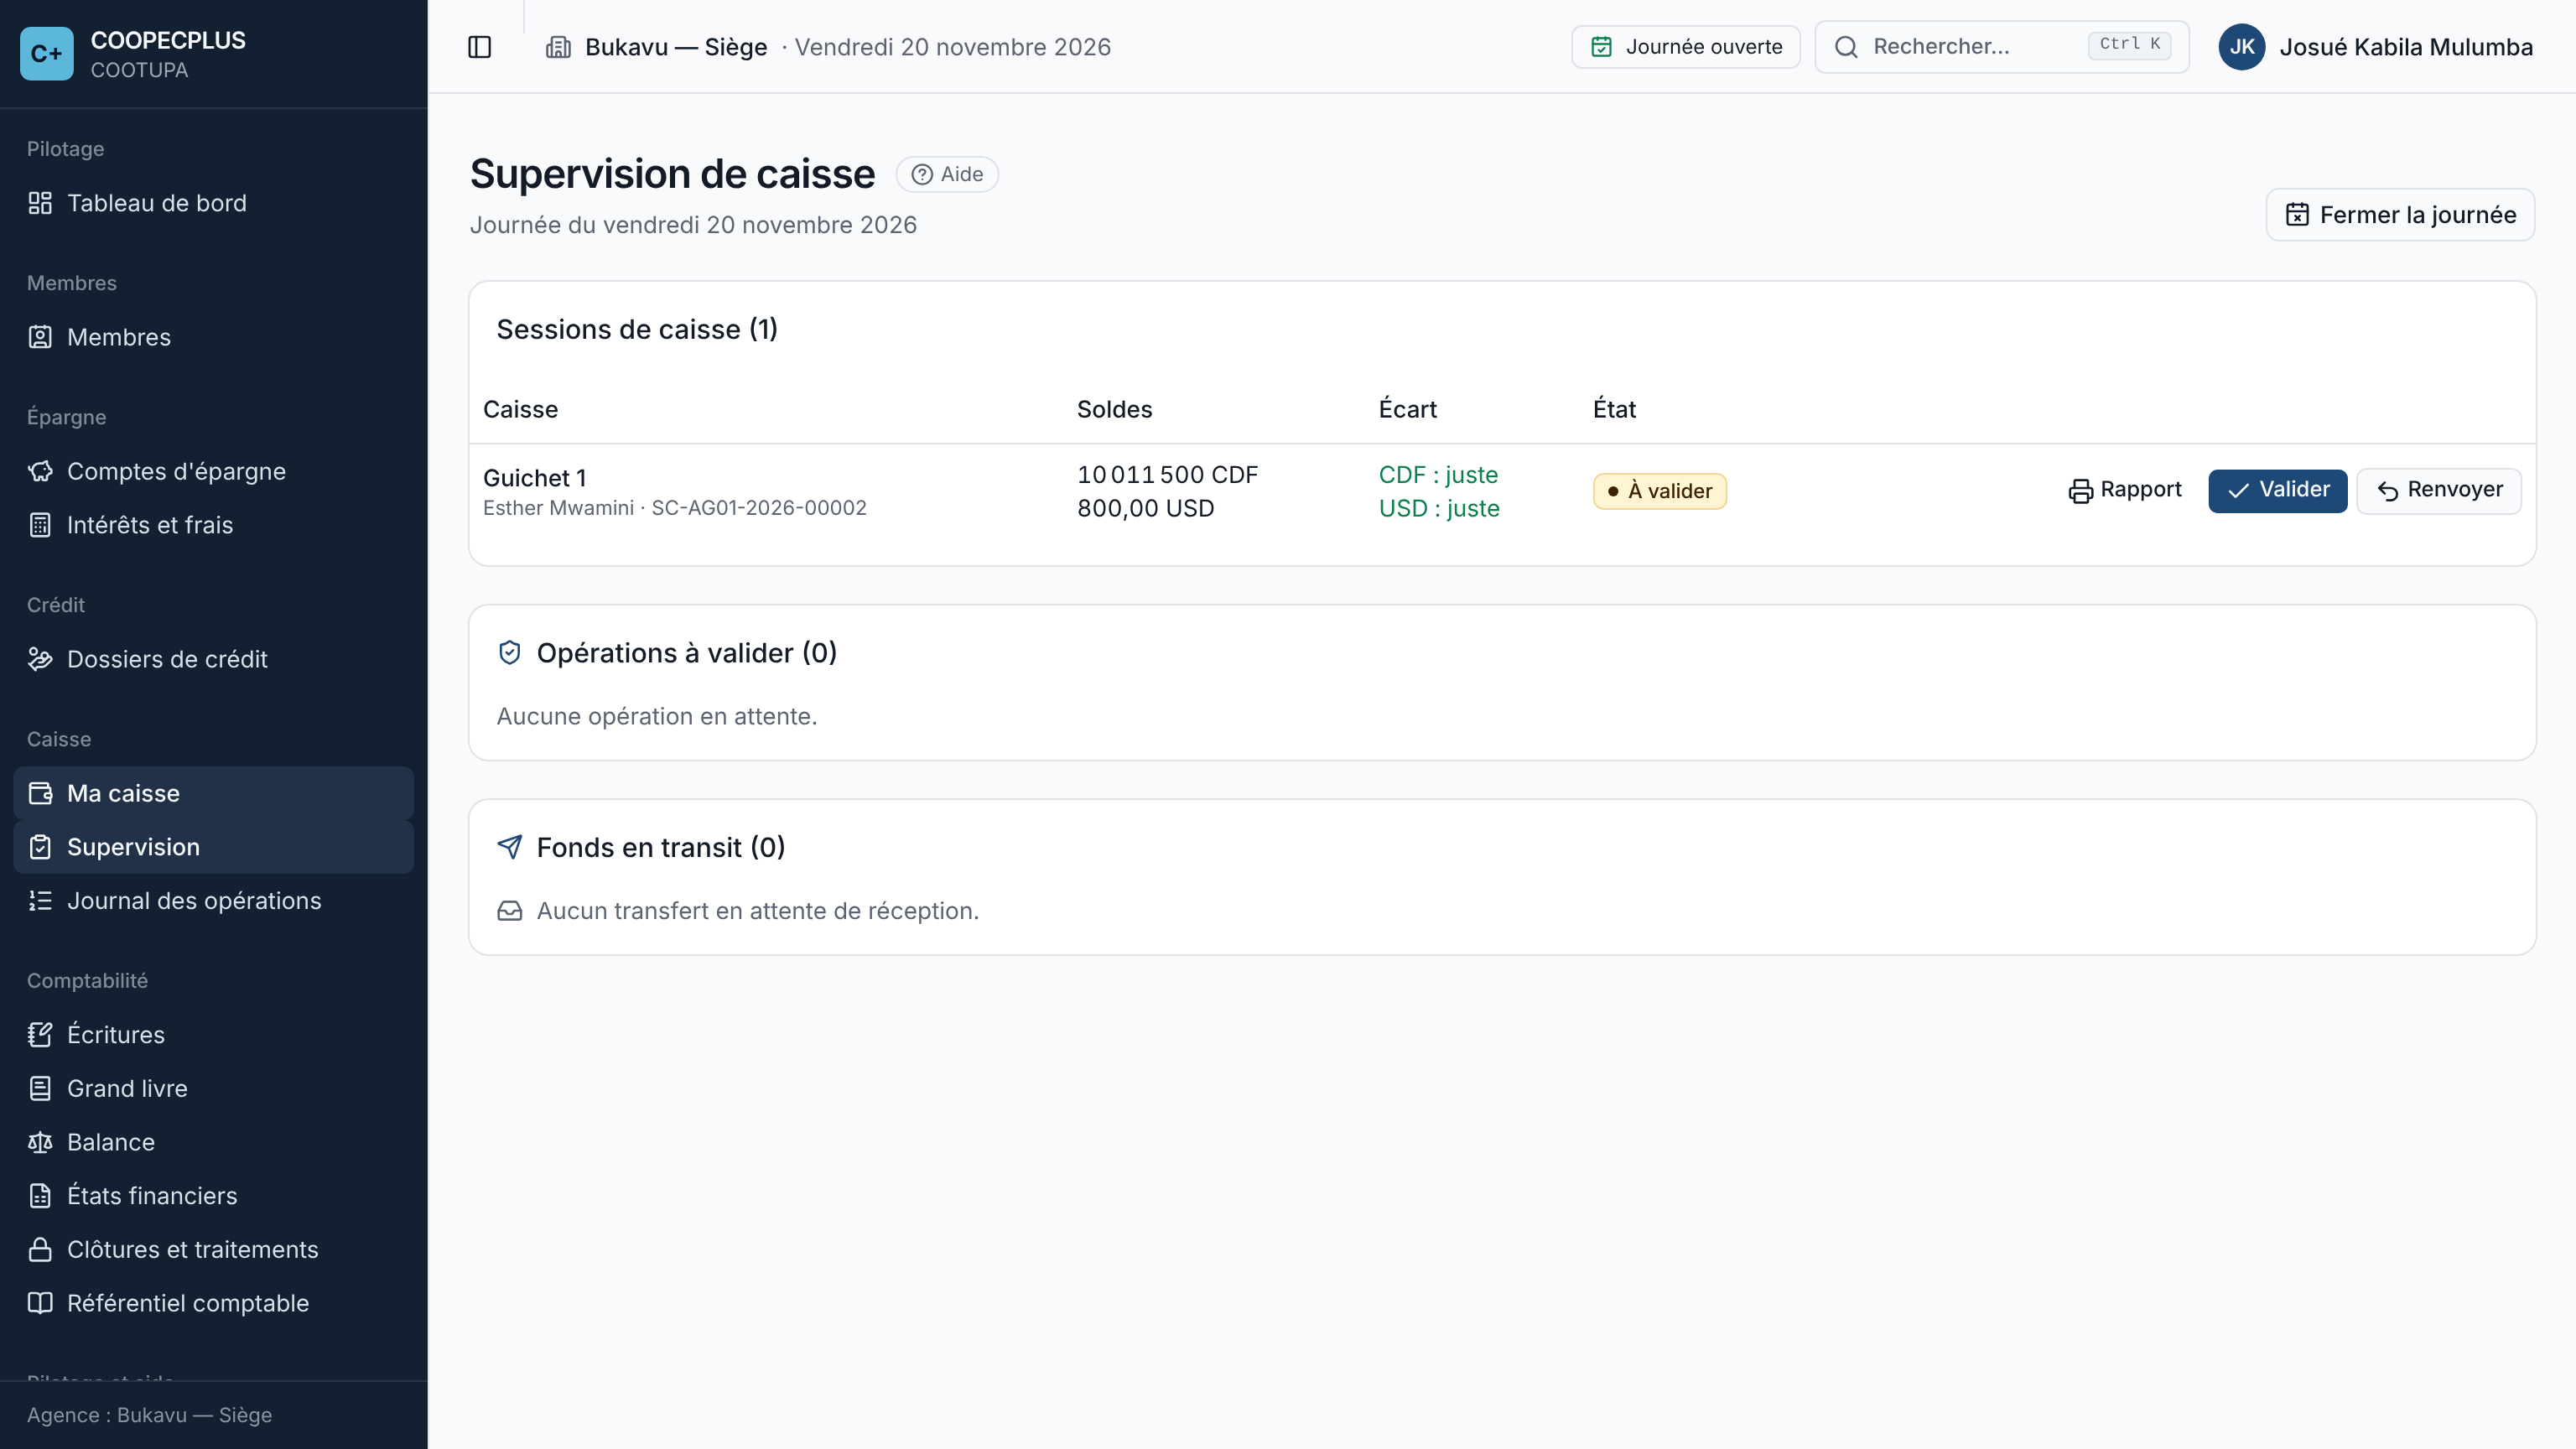 C+
COOPECPLUS
COOTUPA
Pilotage
Tableau de bord
Membres
Membres
Épargne
Comptes d'épargne
Intérêts et frais
Crédit
Dossiers de crédit
Caisse
Ma caisse
Supervision
Journal des opérations
Comptabilité
Écritures
Grand livre
Balance
États financiers
Clôtures et traitements
Référentiel comptable
Agence : Bukavu — Siège
Bukavu — Siège · Vendredi 20 novembre 2026
Journée ouverte
Rechercher...
Ctrl K
JK
Josué Kabila Mulumba
Supervision de caisse
Aide
Journée du vendredi 20 novembre 2026
Fermer la journée
Sessions de caisse (1)
Caisse Soldes Écart État
Guichet 1
Esther Mwamini · SC-AG01-2026-00002
10 011 500 CDF
800,00 USD
CDF : juste
USD : juste
À valider
Rapport
Valider
Renvoyer
Opérations à valider (0)
Aucune opération en attente.
Fonds en transit (0)
Aucun transfert en attente de réception.